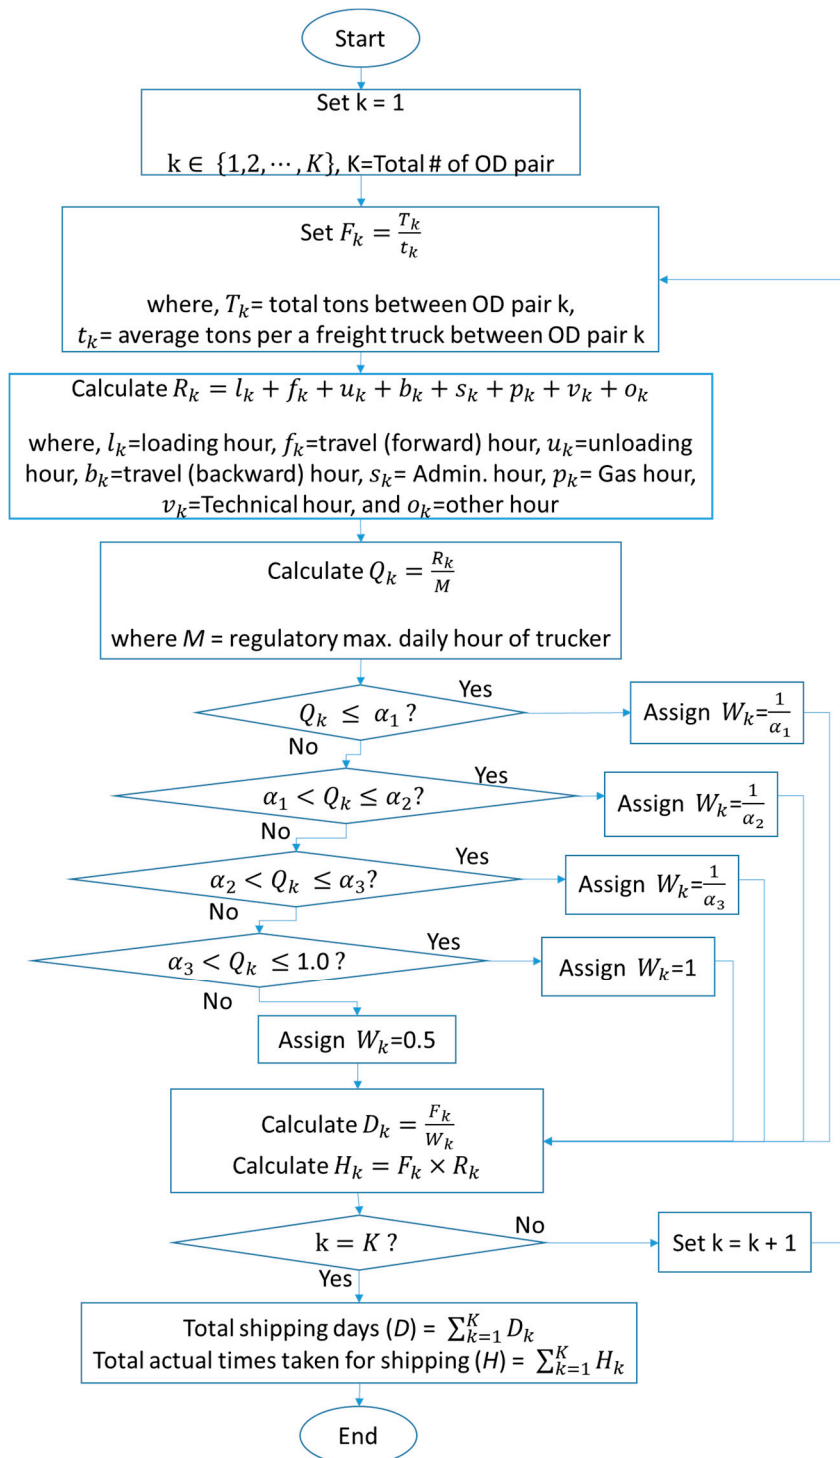 Start
Set k = 1
k ∈ {1,2, ⋯ , K}, K=Total # of OD pair
Set F_k = T_k/t_k
where, T_k= total tons between OD pair k,
t_k= average tons per a freight truck between OD pair k
Calculate R_k = l_k + f_k + u_k + b_k + s_k + p_k + v_k + o_k
where, l_k=loading hour, f_k=travel (forward) hour, u_k=unloading
hour, b_k=travel (backward) hour, s_k= Admin. hour, p_k= Gas hour,
v_k=Technical hour, and o_k=other hour
Calculate Q_k = R_k/M
where M = regulatory max. daily hour of trucker
Q_k ≤ α_1 ?
Yes
Assign W_k=1/α_1
No
α_1 < Q_k ≤ α_2?
Yes
Assign W_k=1/α_2
No
α_2 < Q_k ≤ α_3?
Yes
Assign W_k=1/α_3
No
α_3 < Q_k ≤ 1.0 ?
Yes
Assign W_k=1
No
Assign W_k=0.5
Calculate D_k = F_k/W_k
Calculate H_k = F_k × R_k
k = K ?
No
Set k = k + 1
Yes
Total shipping days (D) = ∑_{k=1}^{K} D_k
Total actual times taken for shipping (H) = ∑_{k=1}^{K} H_k
End